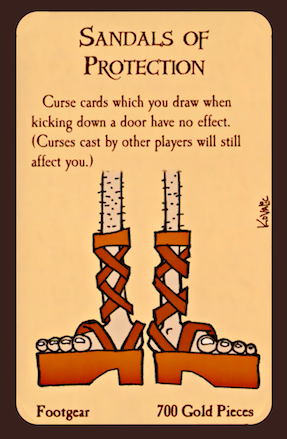 Sandals of
Protection
Curse cards which you draw when
kicking down a door have no effect.
(Curses cast by other players will still
affect you.)
Kovalic
Footgear 700 Gold Pieces